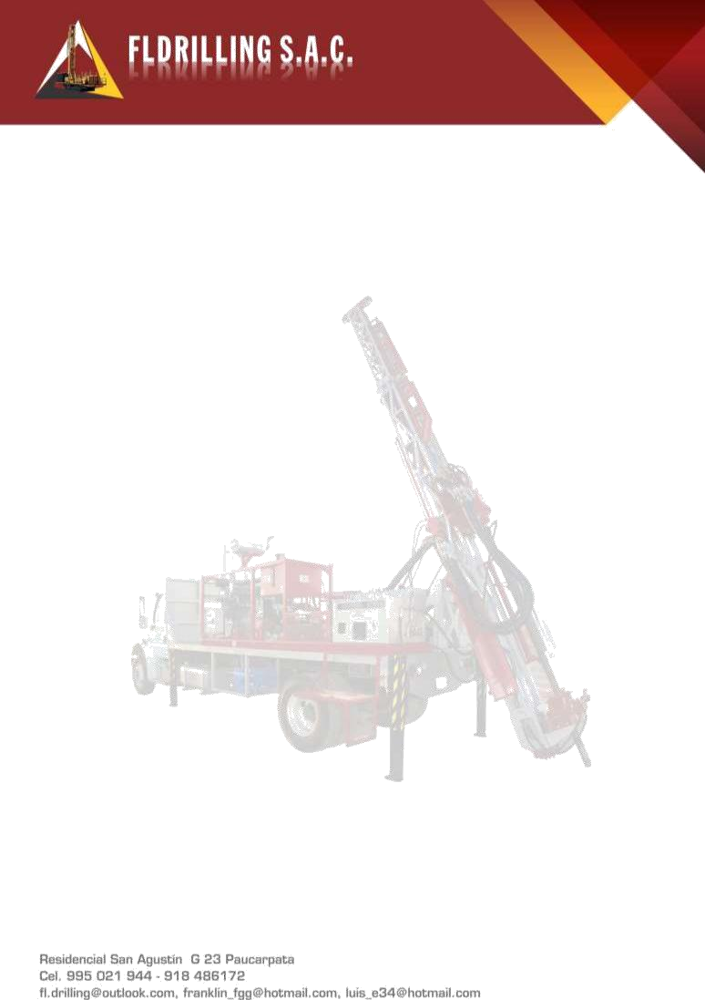 FLDRILLING S.A.C.
Residencial San Agustín G 23 Paucarpata
Cel. 995 021 944 - 918 486172
fl.drilling@outlook.com, franklin_fgg@hotmail.com, luis_e34@hotmail.com